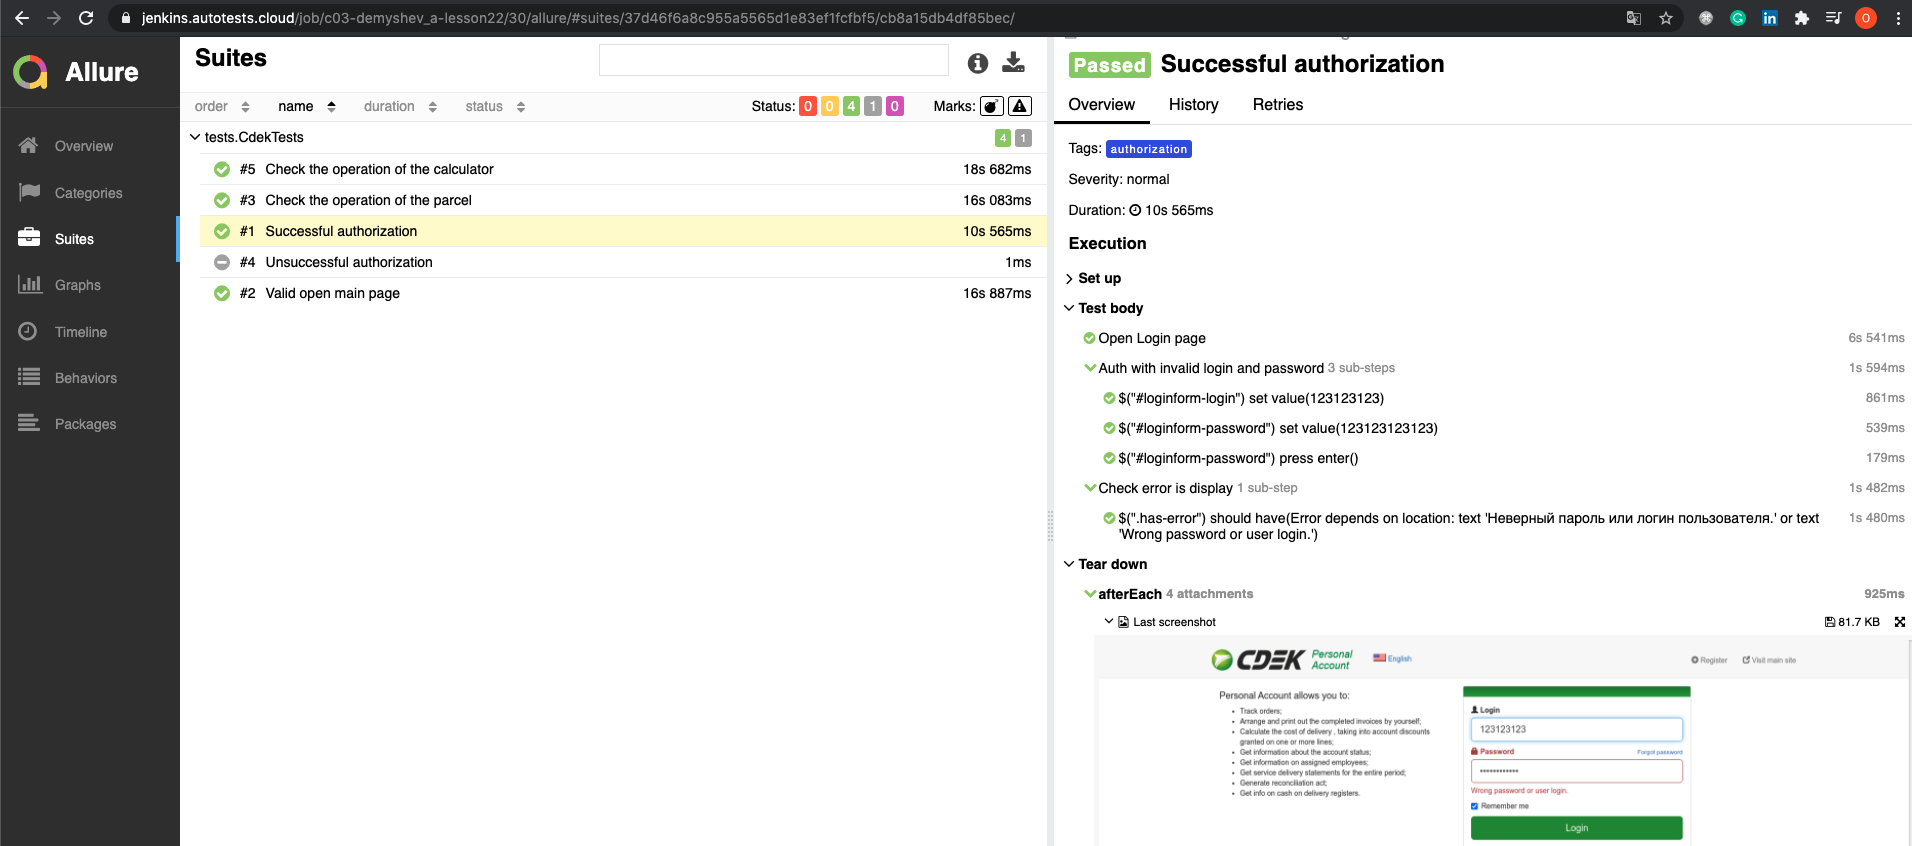 jenkins.autotests.cloud/job/c03-demyshev_a-lesson22/30/allure/#suites/37d46f6a8c955a5565d1e83ef1fcfbf5/cb8a15db4df85bec/
O
Allure
Overview
Categories
Suites
Graphs
Timeline
Behaviors
Packages
Suites
order name duration status Status: 0 0 4 1 0 Marks:
tests.CdekTests 4 1
#5 Check the operation of the calculator 18s 682ms
#3 Check the operation of the parcel 16s 083ms
#1 Successful authorization 10s 565ms
#4 Unsuccessful authorization 1ms
#2 Valid open main page 16s 887ms
Passed Successful authorization
Overview History Retries
Tags: authorization
Severity: normal
Duration: 10s 565ms
Execution
Set up
Test body
Open Login page 6s 541ms
Auth with invalid login and password 3 sub-steps 1s 594ms
$("#loginform-login") set value(123123123) 861ms
$("#loginform-password") set value(123123123123) 539ms
$("#loginform-password") press enter() 179ms
Check error is display 1 sub-step 1s 482ms
$(".has-error") should have(Error depends on location: text 'Неверный пароль или логин пользователя.' or text 1s 480ms
'Wrong password or user login.')
Tear down
afterEach 4 attachments 925ms
Last screenshot 81.7 KB
CDEK Personal Account English Register Visit main site
Personal Account allows you to:
Track orders;
Arrange and print out the completed invoices by yourself;
Calculate the cost of delivery , taking into account discounts
granted on one or more lines;
Get information about the account status;
Get information on assigned employees;
Get service delivery statements for the entire period;
Generate reconciliation act;
Get info on cash on delivery registers.
Login
123123123
Password Forgot password
••••••••••••
Wrong password or user login.
Remember me
Login